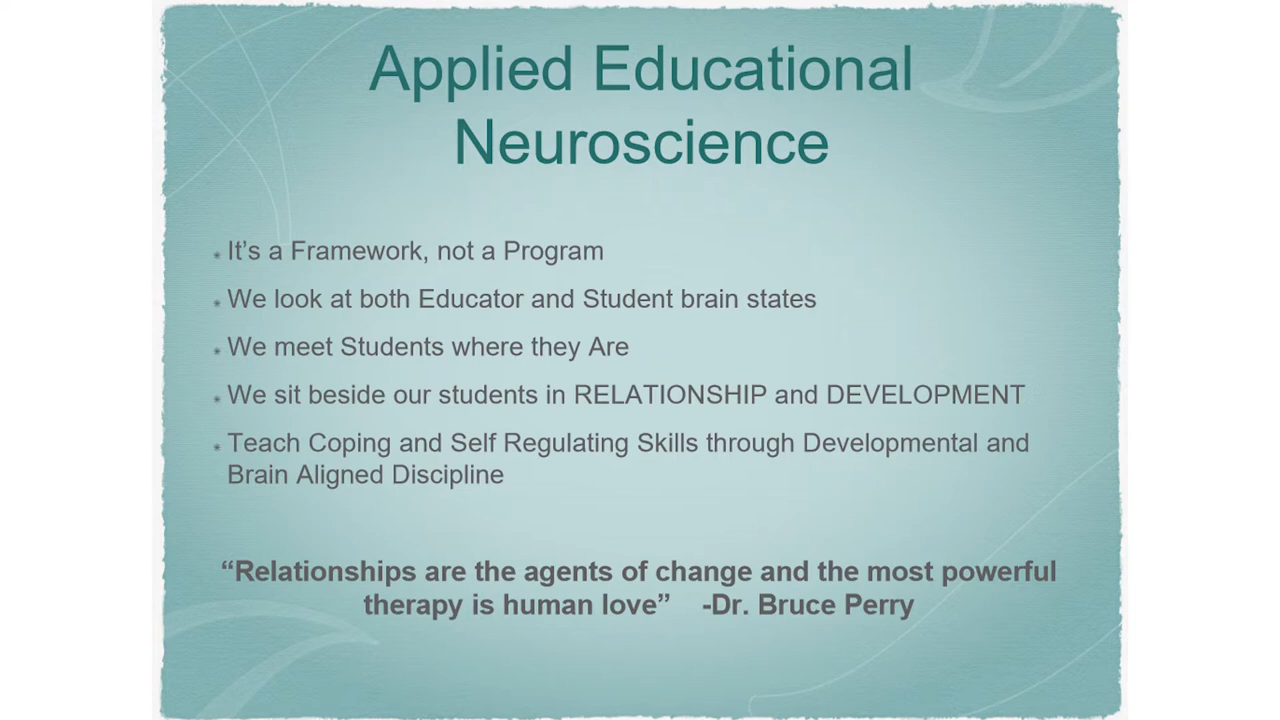 Applied Educational
Neuroscience
It’s a Framework, not a Program
We look at both Educator and Student brain states
We meet Students where they Are
We sit beside our students in RELATIONSHIP and DEVELOPMENT
Teach Coping and Self Regulating Skills through Developmental and
Brain Aligned Discipline
“Relationships are the agents of change and the most powerful
therapy is human love” -Dr. Bruce Perry